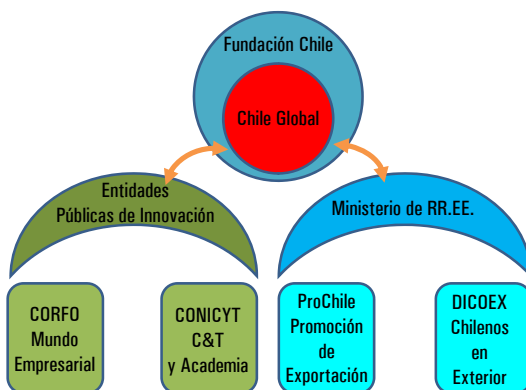 Fundación Chile
Chile Global
Entidades
Públicas de Innovación
Ministerio de RR.EE.
CORFO
Mundo
Empresarial
CONICYT
C&T
y Academia
ProChile
Promoción
de
Exportación
DICOEX
Chilenos
en
Exterior